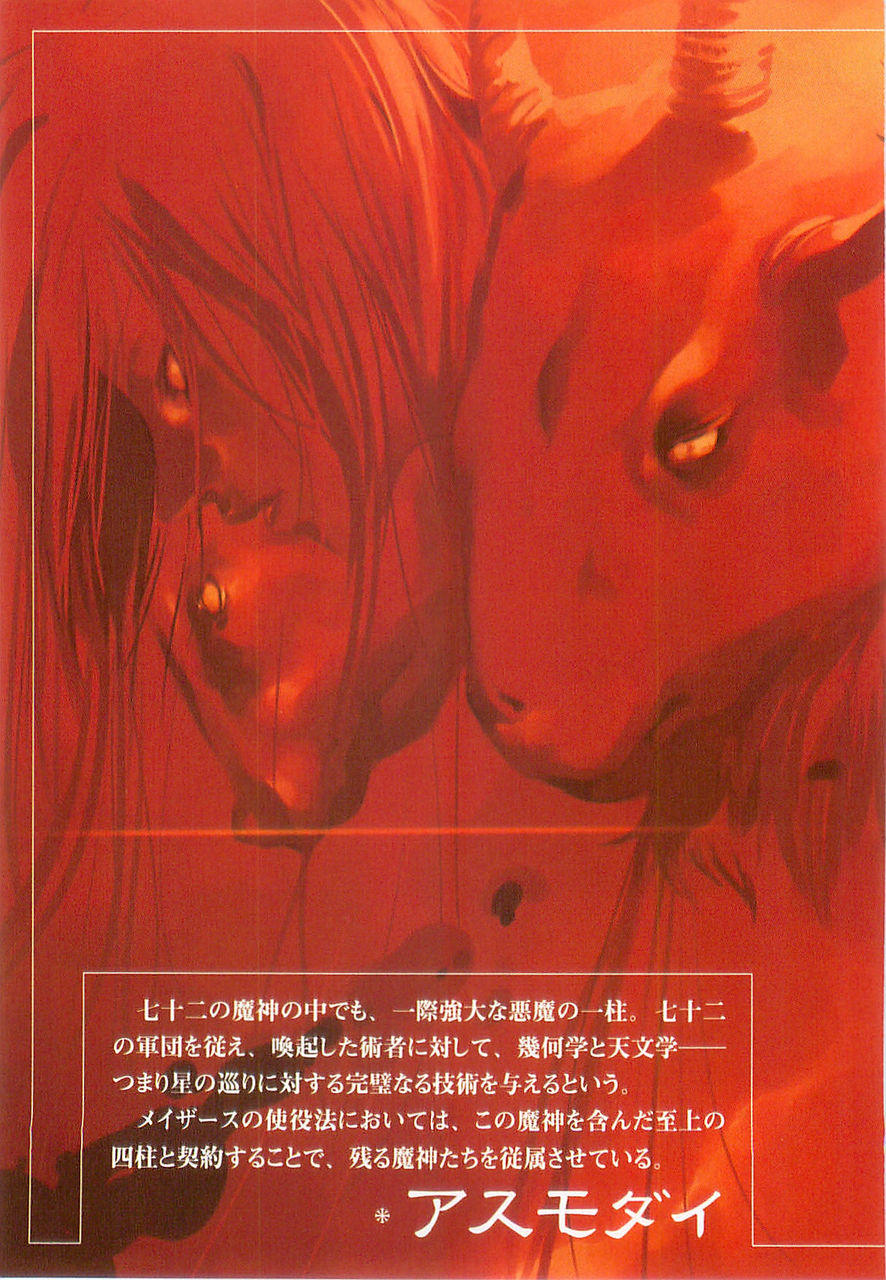 七十二の魔神の中でも、一際強大な悪魔の一柱。七十二
の軍団を従え、喚起した術者に対して、幾何学と天文学――
つまり星の巡りに対する完璧なる技術を与えるという。
メイザースの使役法においては、この魔神を含んだ至上の
四柱と契約することで、残る魔神たちを従属させている。
＊アスモダイ